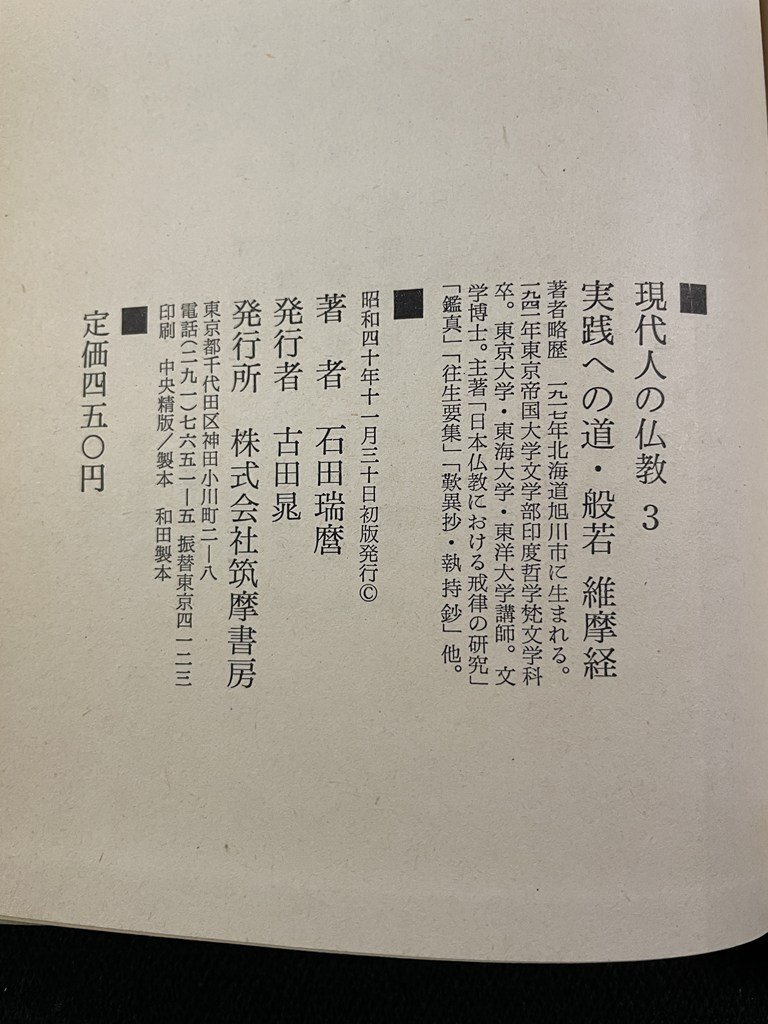 ■
現代人の仏教 3
実践への道・般若 維摩経
著者略歴 一九一七年北海道旭川市に生まれる。
一九四一年東京帝国大学文学部印度哲学梵文学科
卒。東京大学・東海大学・東洋大学講師。文
学博士。主著「日本仏教における戒律の研究」
「鑑真」「往生要集」「歎異抄・執持鈔」他。
■
昭和四十年十一月三十日初版発行©
著 者 石田瑞麿
発行者 古田晁
発行所 株式会社筑摩書房
東京都千代田区神田小川町二―八
電話(二九一)七六五一―五 振替東京四一二三
印刷 中央精版/製本 和田製本
■
定価四五〇円